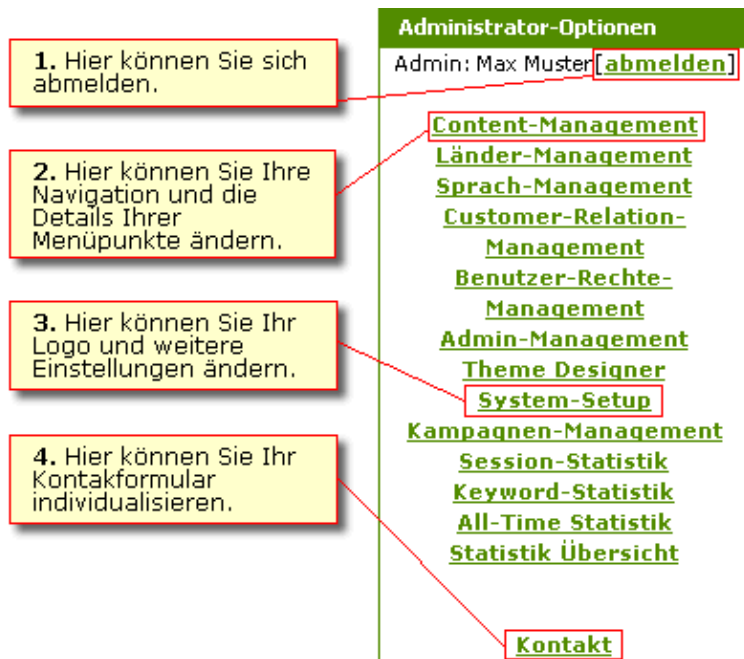 1. Hier können Sie sich
abmelden.
2. Hier können Sie Ihre
Navigation und die
Details Ihrer
Menüpunkte ändern.
3. Hier können Sie Ihr
Logo und weitere
Einstellungen ändern.
4. Hier können Sie Ihr
Kontakformular
individualisieren.
Administrator-Optionen
Admin: Max Muster[abmelden]
Content-Management
Länder-Management
Sprach-Management
Customer-Relation-
Management
Benutzer-Rechte-
Management
Admin-Management
Theme Designer
System-Setup
Kampagnen-Management
Session-Statistik
Keyword-Statistik
All-Time Statistik
Statistik Übersicht
Kontakt